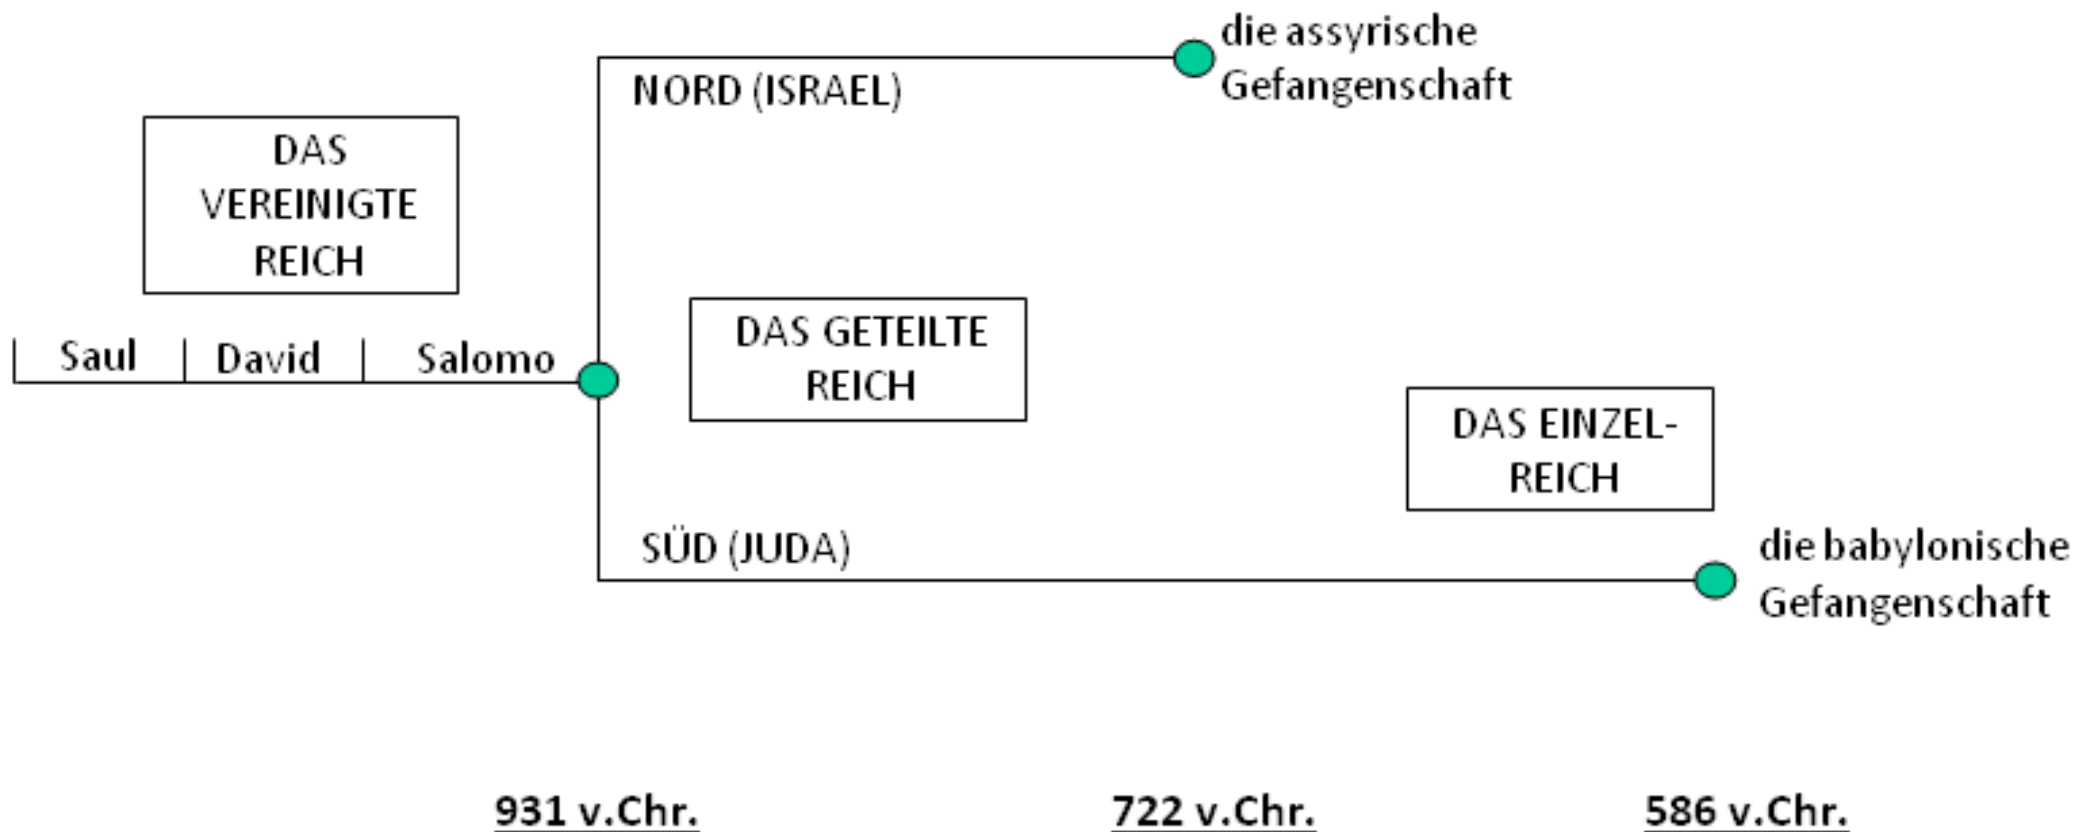 die assyrische
Gefangenschaft
NORD (ISRAEL)
DAS
VEREINIGTE
REICH
Saul David Salomo
DAS GETEILTE
REICH
DAS EINZEL-
REICH
SÜD (JUDA)
die babylonische
Gefangenschaft
931 v.Chr. 722 v.Chr. 586 v.Chr.